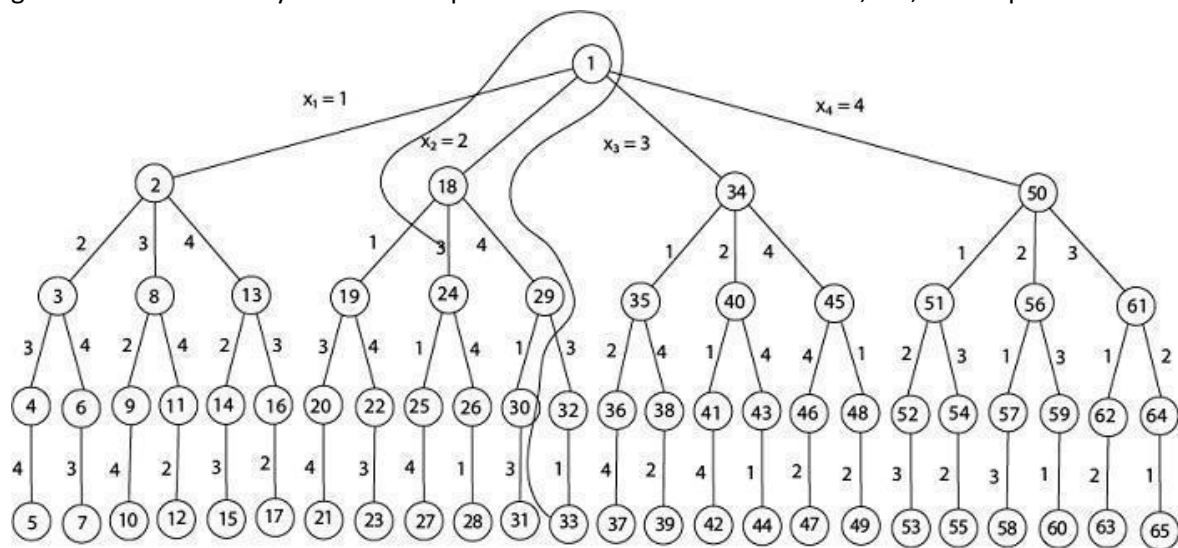 1
x₁ = 1
x₂ = 2
x₃ = 3
x₄ = 4
2 18 34 50
2 3 4 1 3 4 1 2 4 1 2 3
3 8 13 19 24 29 35 40 45 51 56 61
3 4 2 4 2 3 3 4 1 4 1 3 2 4 1 4 4 1 2 3 1 3 1 2
4 6 9 11 14 16 20 22 25 26 30 32 36 38 41 43 46 48 52 54 57 59 62 64
4 3 4 2 3 2 4 3 4 1 3 1 4 2 4 1 2 2 3 2 3 1 2 1
5 7 10 12 15 17 21 23 27 28 31 33 37 39 42 44 47 49 53 55 58 60 63 65